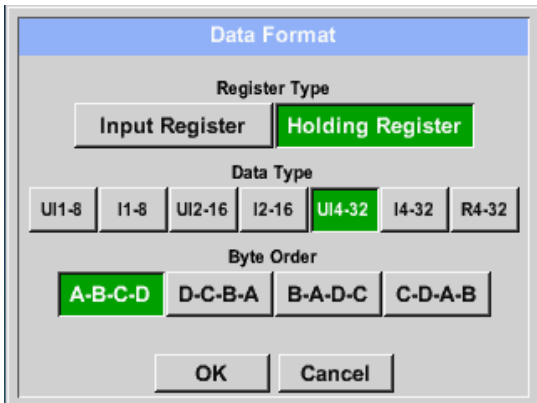 Data Format
Register Type
Input Register Holding Register
Data Type
UI1-8 I1-8 UI2-16 I2-16 UI4-32 I4-32 R4-32
Byte Order
A-B-C-D D-C-B-A B-A-D-C C-D-A-B
OK Cancel